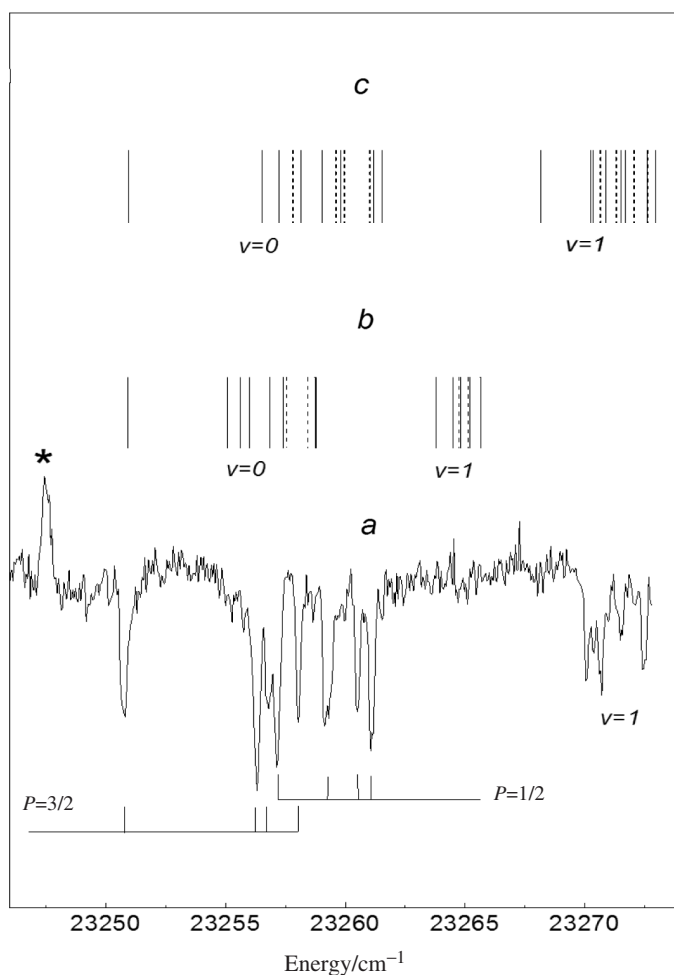 c
v=0 v=1
b
v=0 v=1
*
a
v=1
P=3/2 P=1/2
23250 23255 23260 23265 23270
Energy/cm⁻¹